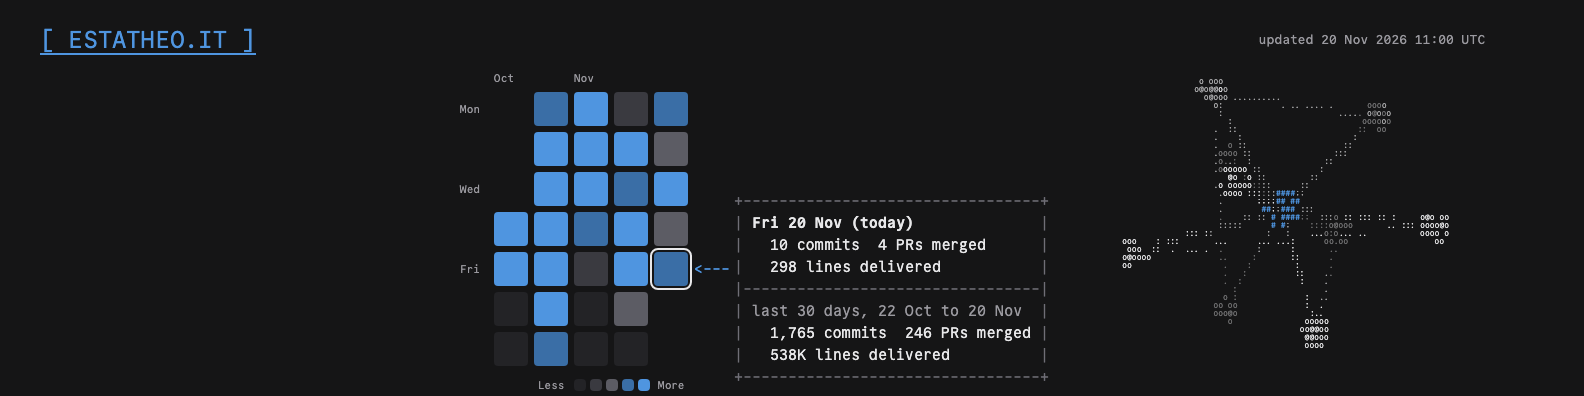 [ ESTATHEO.IT ]
updated 20 Nov 2026 11:00 UTC
Oct Nov
Mon
Wed
Fri
Less More
Fri 20 Nov (today)
10 commits 4 PRs merged
298 lines delivered
last 30 days, 22 Oct to 20 Nov
1,765 commits 246 PRs merged
538K lines delivered